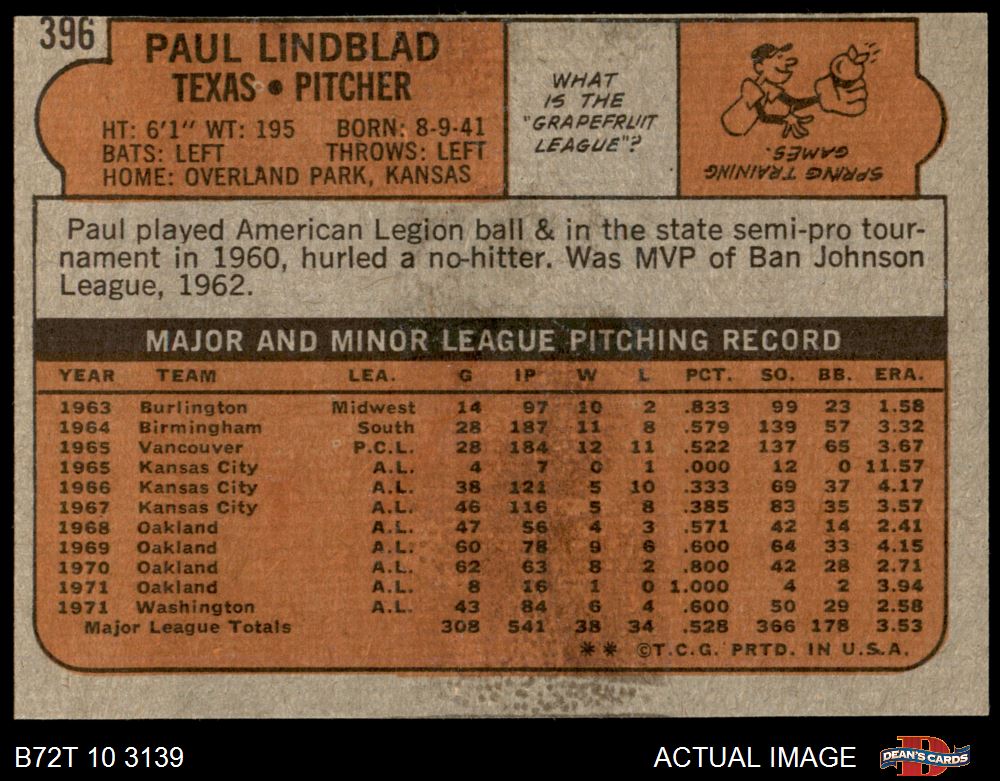 396
PAUL LINDBLAD
TEXAS • PITCHER
HT: 6'1" WT: 195 BORN: 8-9-41
BATS: LEFT THROWS: LEFT
HOME: OVERLAND PARK, KANSAS
WHAT
IS THE
"GRAPEFRUIT
LEAGUE"?
SPRING TRAINING
GAMES.
Paul played American Legion ball & in the state semi-pro tour-
nament in 1960, hurled a no-hitter. Was MVP of Ban Johnson
League, 1962.
MAJOR AND MINOR LEAGUE PITCHING RECORD
YEAR TEAM LEA. G IP W L PCT. SO. BB. ERA.
1963 Burlington Midwest 14 97 10 2 .833 99 23 1.58
1964 Birmingham South 28 187 11 8 .579 139 57 3.32
1965 Vancouver P.C.L. 28 184 12 11 .522 137 65 3.67
1965 Kansas City A.L. 4 7 0 1 .000 12 0 11.57
1966 Kansas City A.L. 38 121 5 10 .333 69 37 4.17
1967 Kansas City A.L. 46 116 5 8 .385 83 35 3.57
1968 Oakland A.L. 47 56 4 3 .571 42 14 2.41
1969 Oakland A.L. 60 78 9 6 .600 64 33 4.15
1970 Oakland A.L. 62 63 8 2 .800 42 28 2.71
1971 Oakland A.L. 8 16 1 0 1.000 4 2 3.94
1971 Washington A.L. 43 84 6 4 .600 50 29 2.58
Major League Totals 308 541 38 34 .528 366 178 3.53
** ©T.C.G. PRTD. IN U.S.A.
B72T 10 3139 ACTUAL IMAGE DEAN'S CARDS